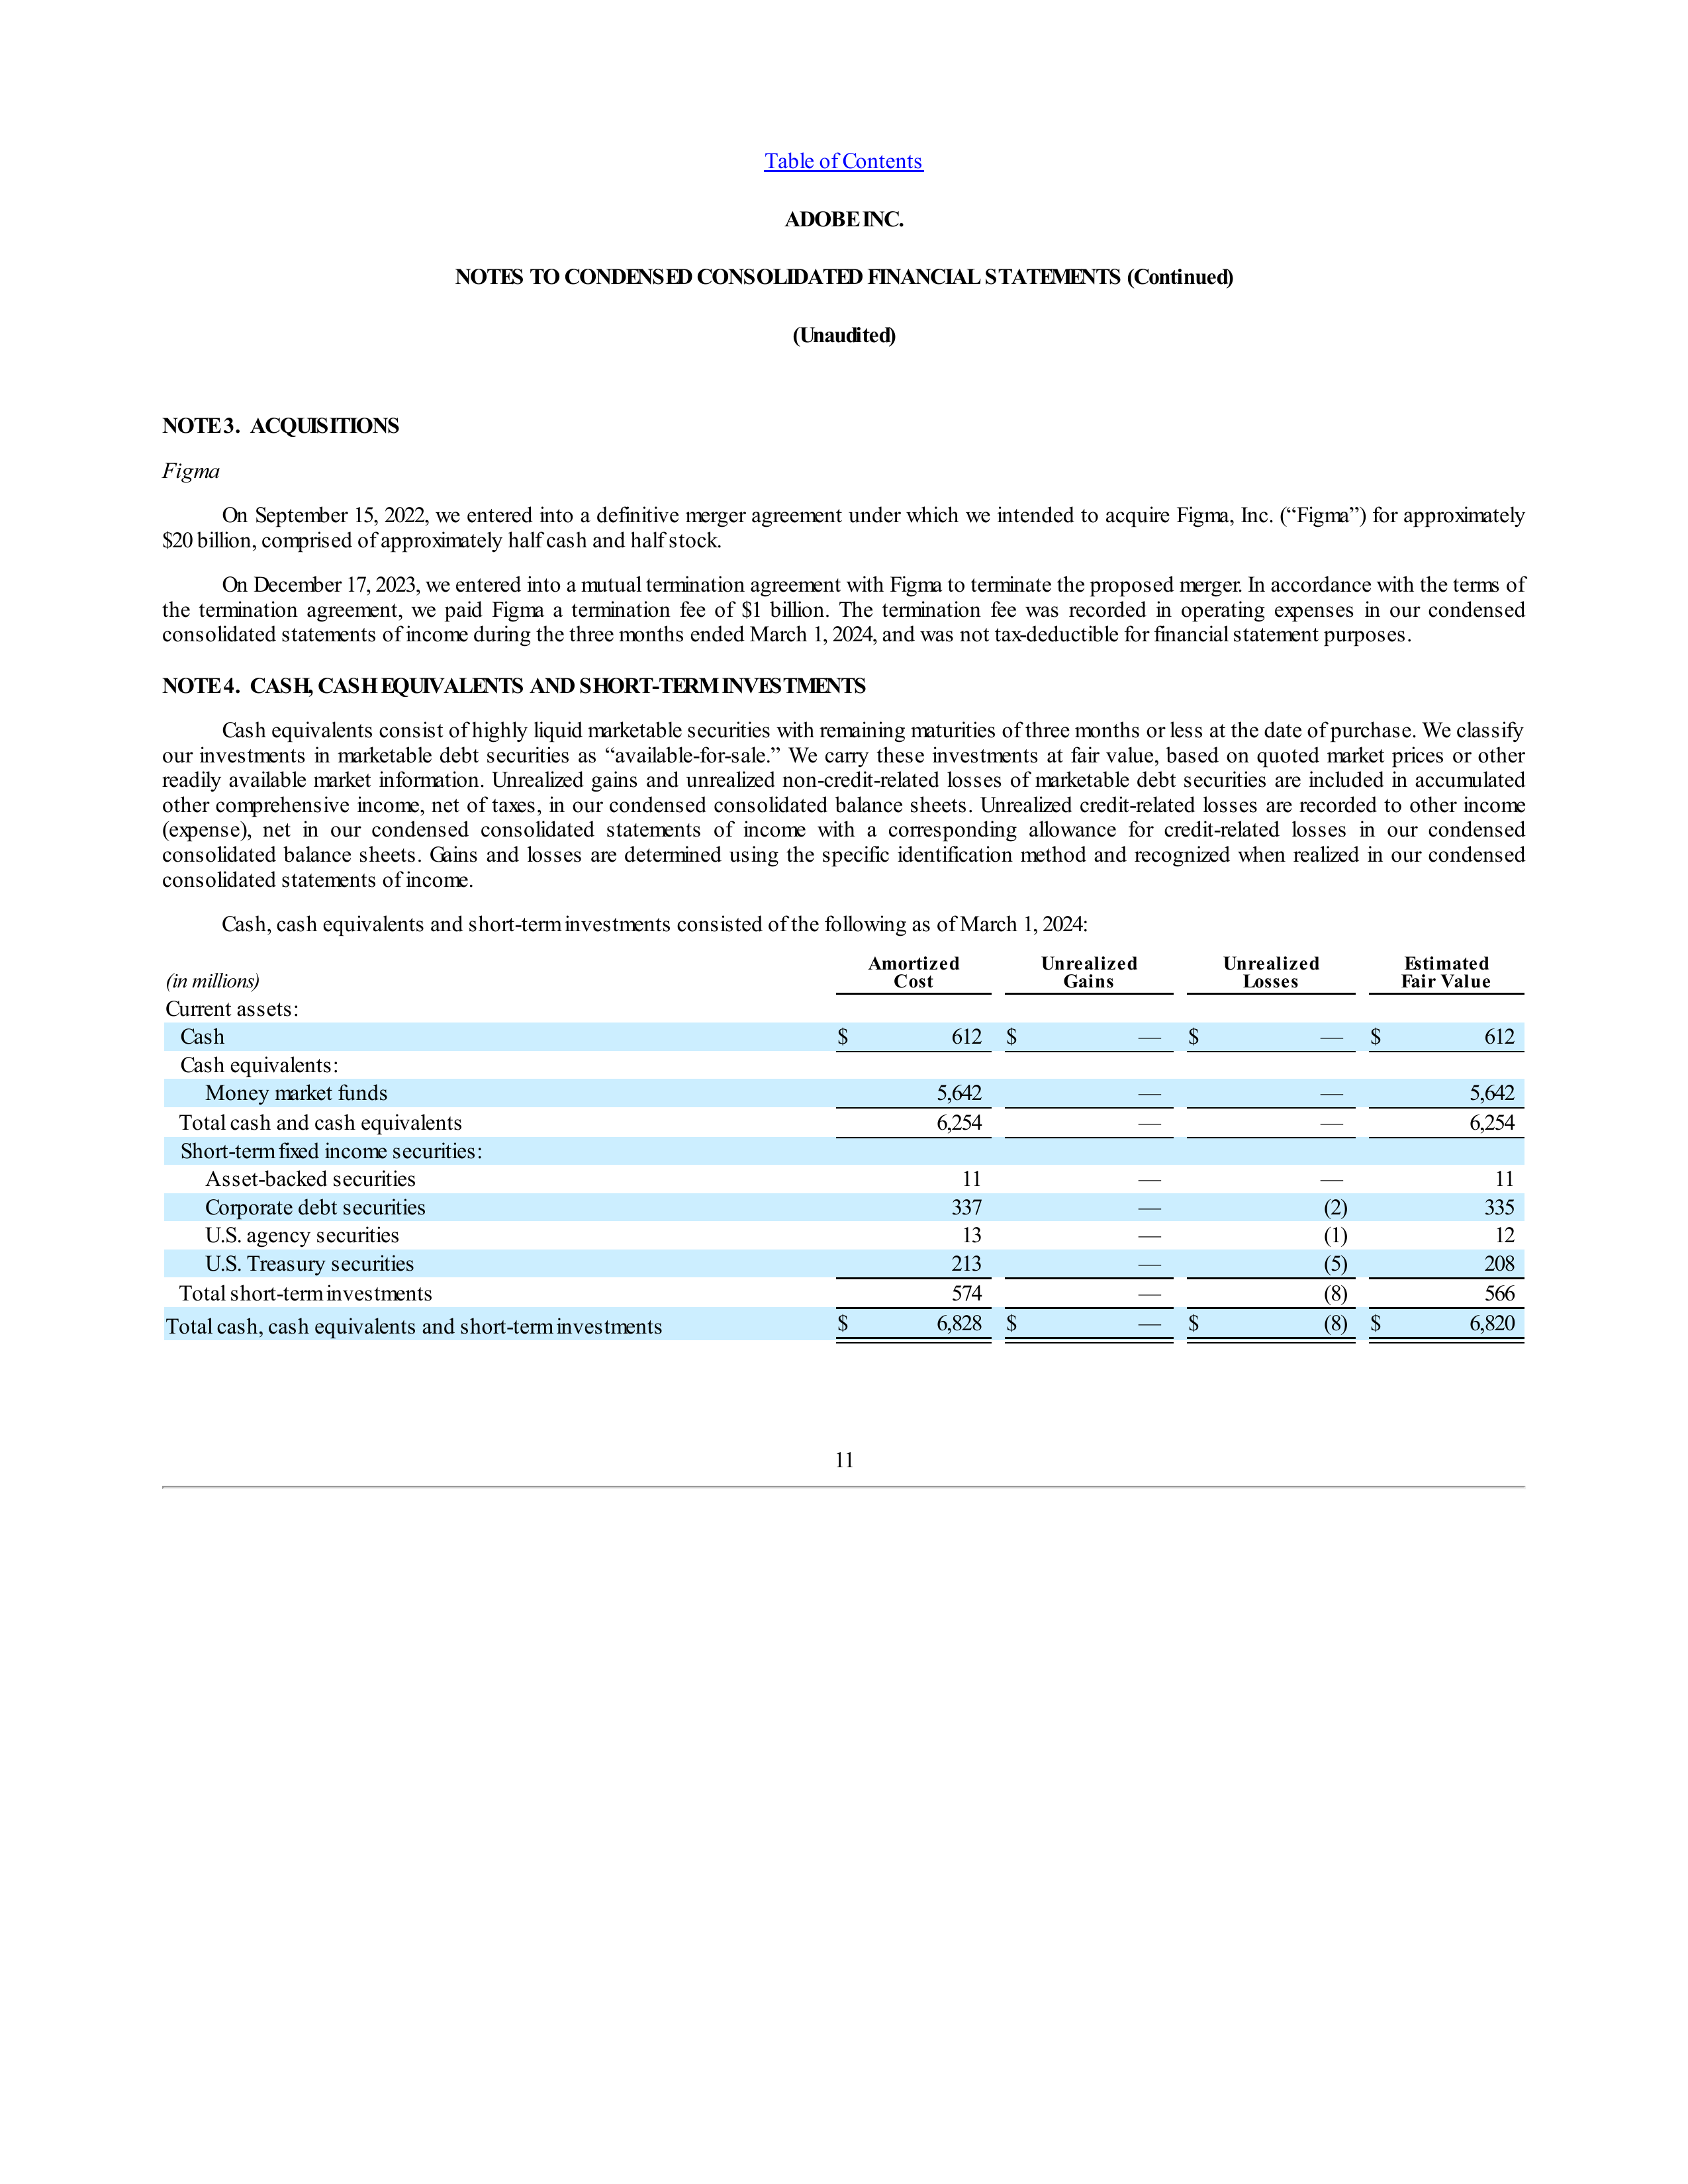 Table of Contents
ADOBE INC.
NOTES TO CONDENSED CONSOLIDATED FINANCIAL STATEMENTS (Continued)
(Unaudited)
NOTE 3. ACQUISITIONS
Figma
On September 15, 2022, we entered into a definitive merger agreement under which we intended to acquire Figma, Inc. (“Figma”) for approximately
$20 billion, comprised of approximately half cash and half stock.
On December 17, 2023, we entered into a mutual termination agreement with Figma to terminate the proposed merger. In accordance with the terms of
the termination agreement, we paid Figma a termination fee of $1 billion. The termination fee was recorded in operating expenses in our condensed
consolidated statements of income during the three months ended March 1, 2024, and was not tax-deductible for financial statement purposes.
NOTE 4. CASH, CASH EQUIVALENTS AND SHORT-TERM INVESTMENTS
Cash equivalents consist of highly liquid marketable securities with remaining maturities of three months or less at the date of purchase. We classify
our investments in marketable debt securities as “available-for-sale.” We carry these investments at fair value, based on quoted market prices or other
readily available market information. Unrealized gains and unrealized non-credit-related losses of marketable debt securities are included in accumulated
other comprehensive income, net of taxes, in our condensed consolidated balance sheets. Unrealized credit-related losses are recorded to other income
(expense), net in our condensed consolidated statements of income with a corresponding allowance for credit-related losses in our condensed
consolidated balance sheets. Gains and losses are determined using the specific identification method and recognized when realized in our condensed
consolidated statements of income.
Cash, cash equivalents and short-term investments consisted of the following as of March 1, 2024:
(in millions) Amortized Cost Unrealized Gains Unrealized Losses Estimated Fair Value
Current assets:
Cash $ 612 $ — $ — $ 612
Cash equivalents:
Money market funds 5,642 — — 5,642
Total cash and cash equivalents 6,254 — — 6,254
Short-term fixed income securities:
Asset-backed securities 11 — — 11
Corporate debt securities 337 — (2) 335
U.S. agency securities 13 — (1) 12
U.S. Treasury securities 213 — (5) 208
Total short-term investments 574 — (8) 566
Total cash, cash equivalents and short-term investments $ 6,828 $ — $ (8) $ 6,820
11